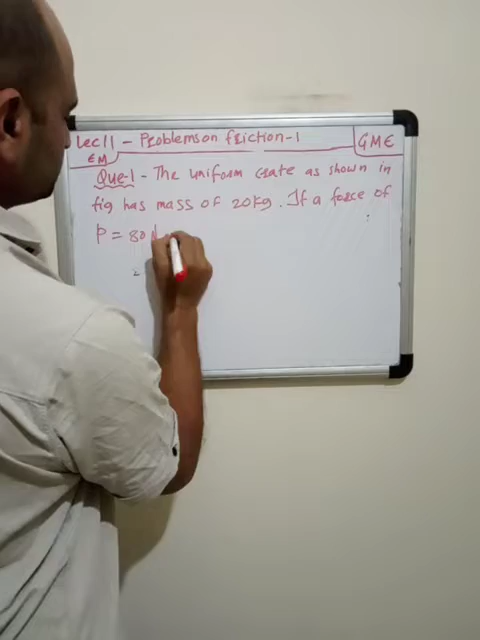 Lec11 - Problems on friction-1 GME
EM
Que-1 - The uniform crate as shown in
fig has mass of 20kg. If a force of
P = 80 N